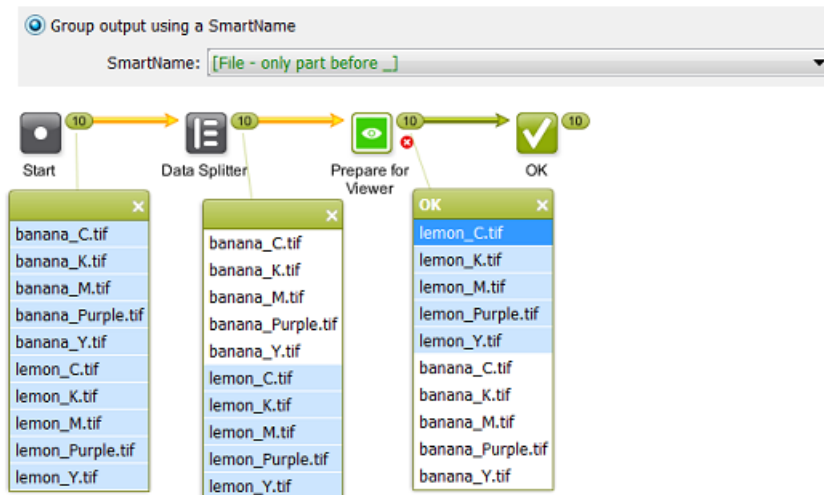 Group output using a SmartName
SmartName: [File - only part before _]
10 10 10 10
Start Data Splitter Prepare for Viewer OK
banana_C.tif
banana_K.tif
banana_M.tif
banana_Purple.tif
banana_Y.tif
lemon_C.tif
lemon_K.tif
lemon_M.tif
lemon_Purple.tif
lemon_Y.tif
banana_C.tif
banana_K.tif
banana_M.tif
banana_Purple.tif
banana_Y.tif
lemon_C.tif
lemon_K.tif
lemon_M.tif
lemon_Purple.tif
lemon_Y.tif
OK
lemon_C.tif
lemon_K.tif
lemon_M.tif
lemon_Purple.tif
lemon_Y.tif
banana_C.tif
banana_K.tif
banana_M.tif
banana_Purple.tif
banana_Y.tif